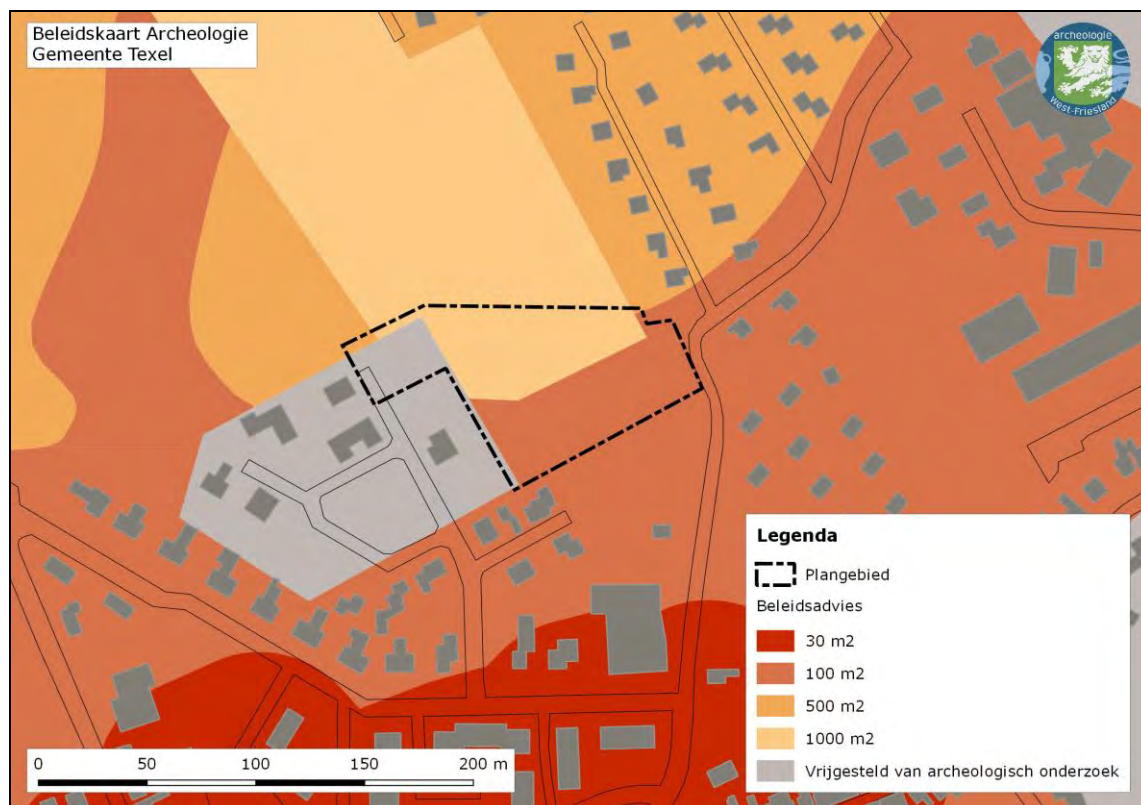 Beleidskaart Archeologie
Gemeente Texel
archeologie
West-Friesland
Legenda
Plangebied
Beleidsadvies
30 m2
100 m2
500 m2
1000 m2
Vrijgesteld van archeologisch onderzoek
0 50 100 150 200 m